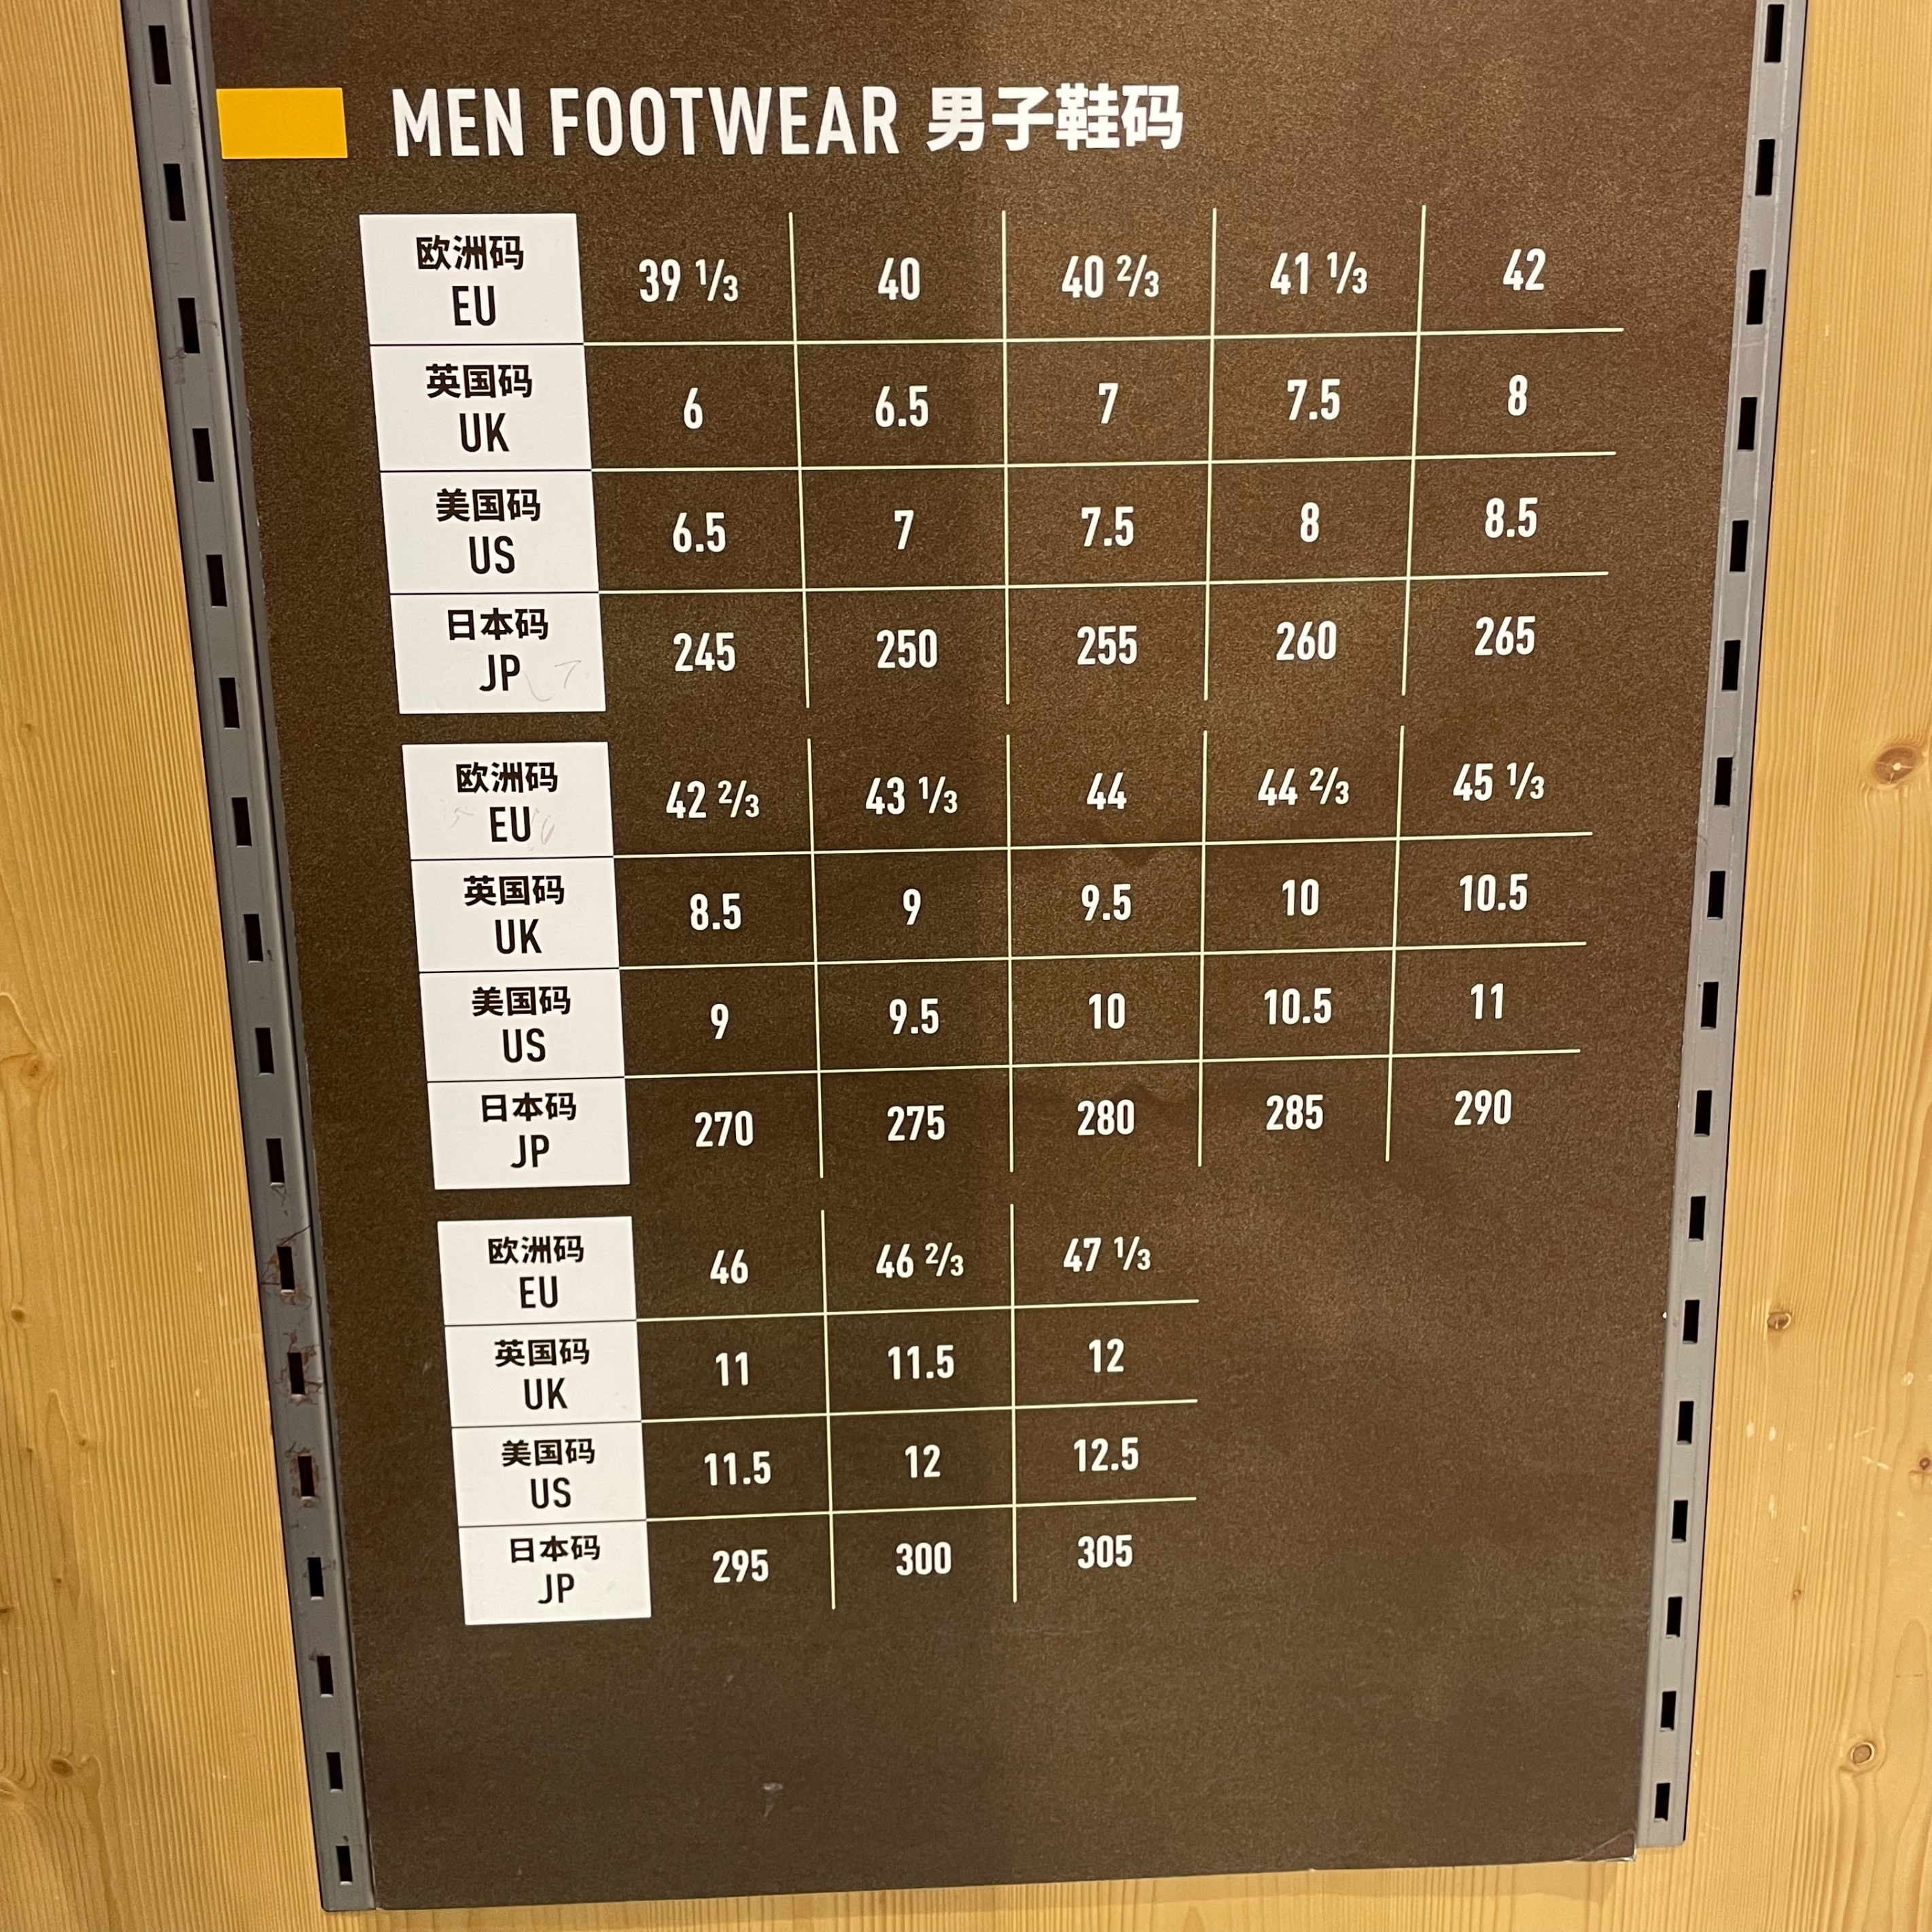 MEN FOOTWEAR 男子鞋码
欧洲码
EU
39 ⅓ 40 40 ⅔ 41 ⅓ 42
英国码
UK
6 6.5 7 7.5 8
美国码
US
6.5 7 7.5 8 8.5
日本码
JP
245 250 255 260 265
欧洲码
EU
42 ⅔ 43 ⅓ 44 44 ⅔ 45 ⅓
英国码
UK
8.5 9 9.5 10 10.5
美国码
US
9 9.5 10 10.5 11
日本码
JP
270 275 280 285 290
欧洲码
EU
46 46 ⅔ 47 ⅓
英国码
UK
11 11.5 12
美国码
US
11.5 12 12.5
日本码
JP
295 300 305